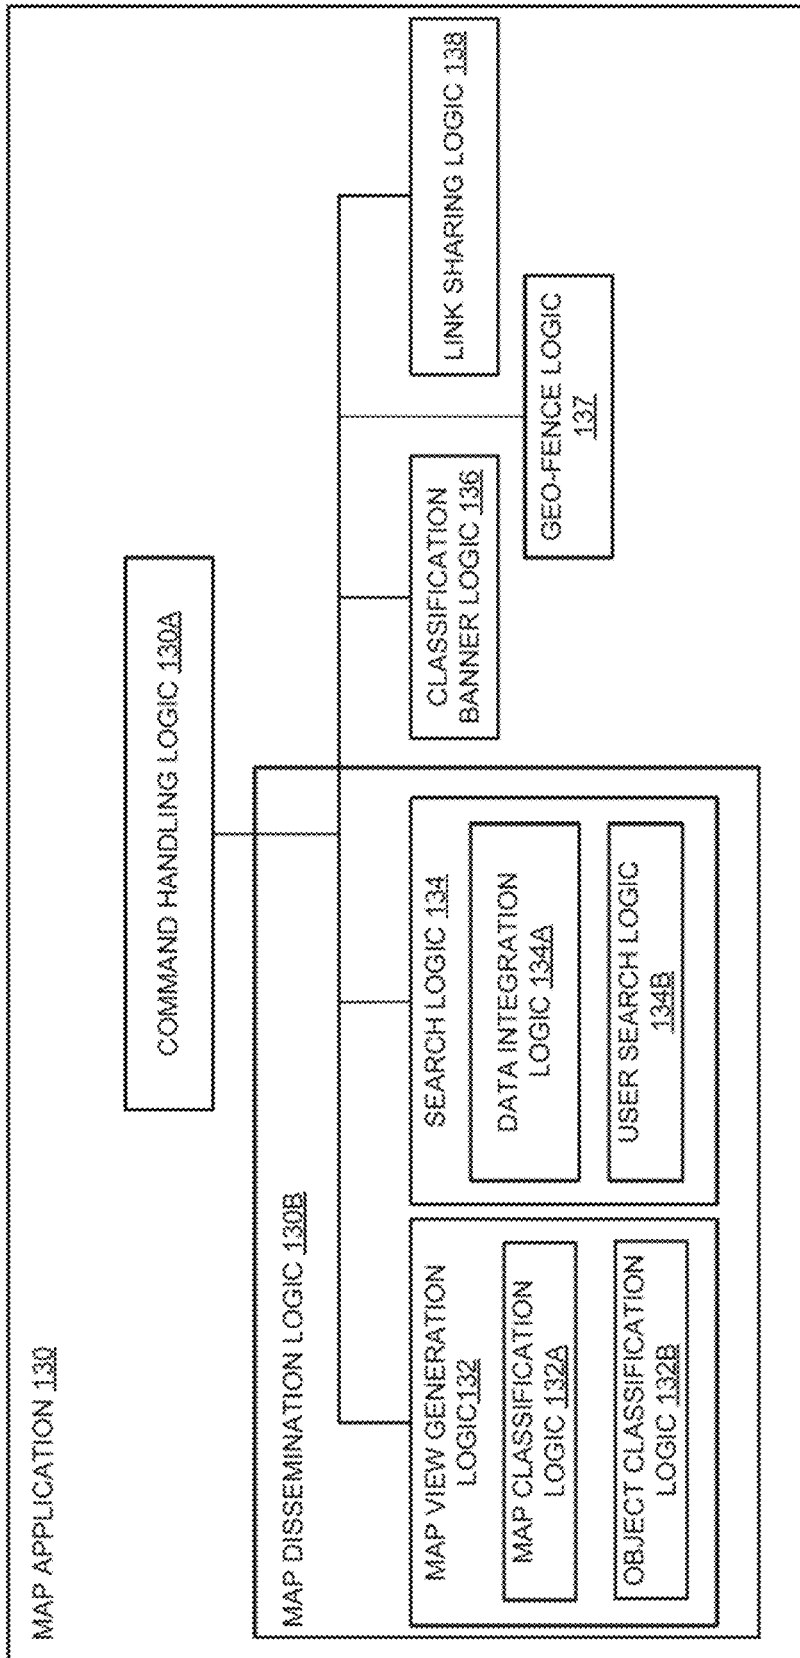 MAP APPLICATION 130
COMMAND HANDLING LOGIC 130A
MAP DISSEMINATION LOGIC 130B
MAP VIEW GENERATION
LOGIC132
MAP CLASSIFICATION
LOGIC 132A
OBJECT CLASSIFICATION
LOGIC 132B
SEARCH LOGIC 134
DATA INTEGRATION
LOGIC 134A
USER SEARCH LOGIC
134B
CLASSIFICATION
BANNER LOGIC 136
GEO-FENCE LOGIC
137
LINK SHARING LOGIC 138